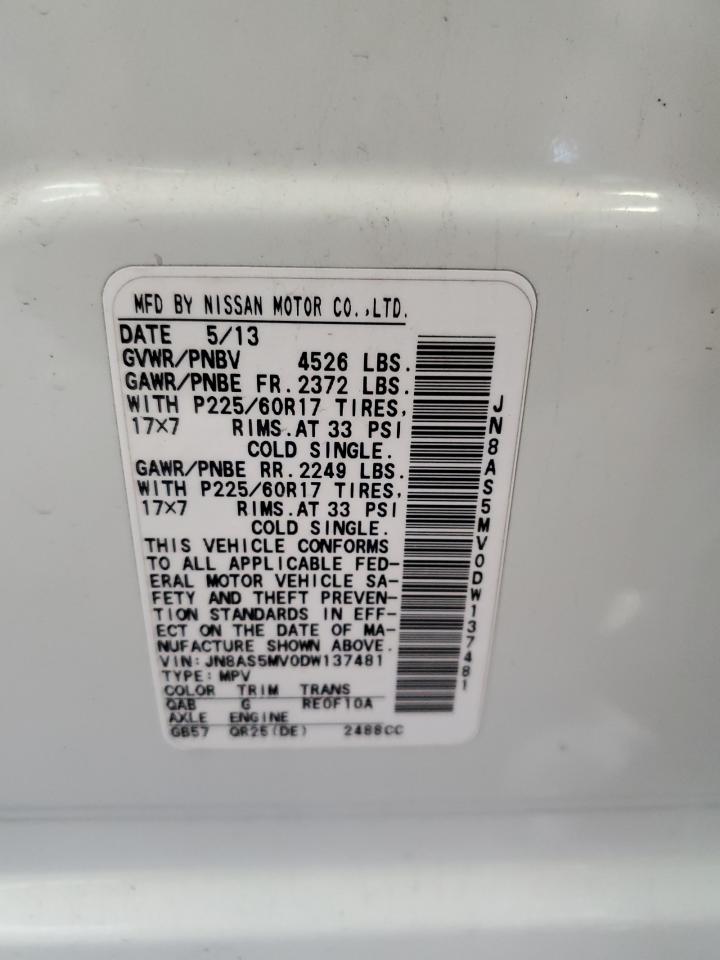 MFD BY NISSAN MOTOR CO.,LTD.
DATE 5/13
GVWR/PNBV 4526 LBS.
GAWR/PNBE FR. 2372 LBS.
WITH P225/60R17 TIRES,
17×7 RIMS.AT 33 PSI
COLD SINGLE.
GAWR/PNBE RR. 2249 LBS.
WITH P225/60R17 TIRES,
17×7 RIMS.AT 33 PSI
COLD SINGLE.
THIS VEHICLE CONFORMS
TO ALL APPLICABLE FED-
ERAL MOTOR VEHICLE SA-
FETY AND THEFT PREVEN-
TION STANDARDS IN EFF-
ECT ON THE DATE OF MA-
NUFACTURE SHOWN ABOVE.
VIN: JN8AS5MV0DW137481
TYPE: MPV
COLOR TRIM TRANS
QAB G RE0F10A
AXLE ENGINE
GB57 QR25(DE) 2488CC
JN8AS5MV0DW137481